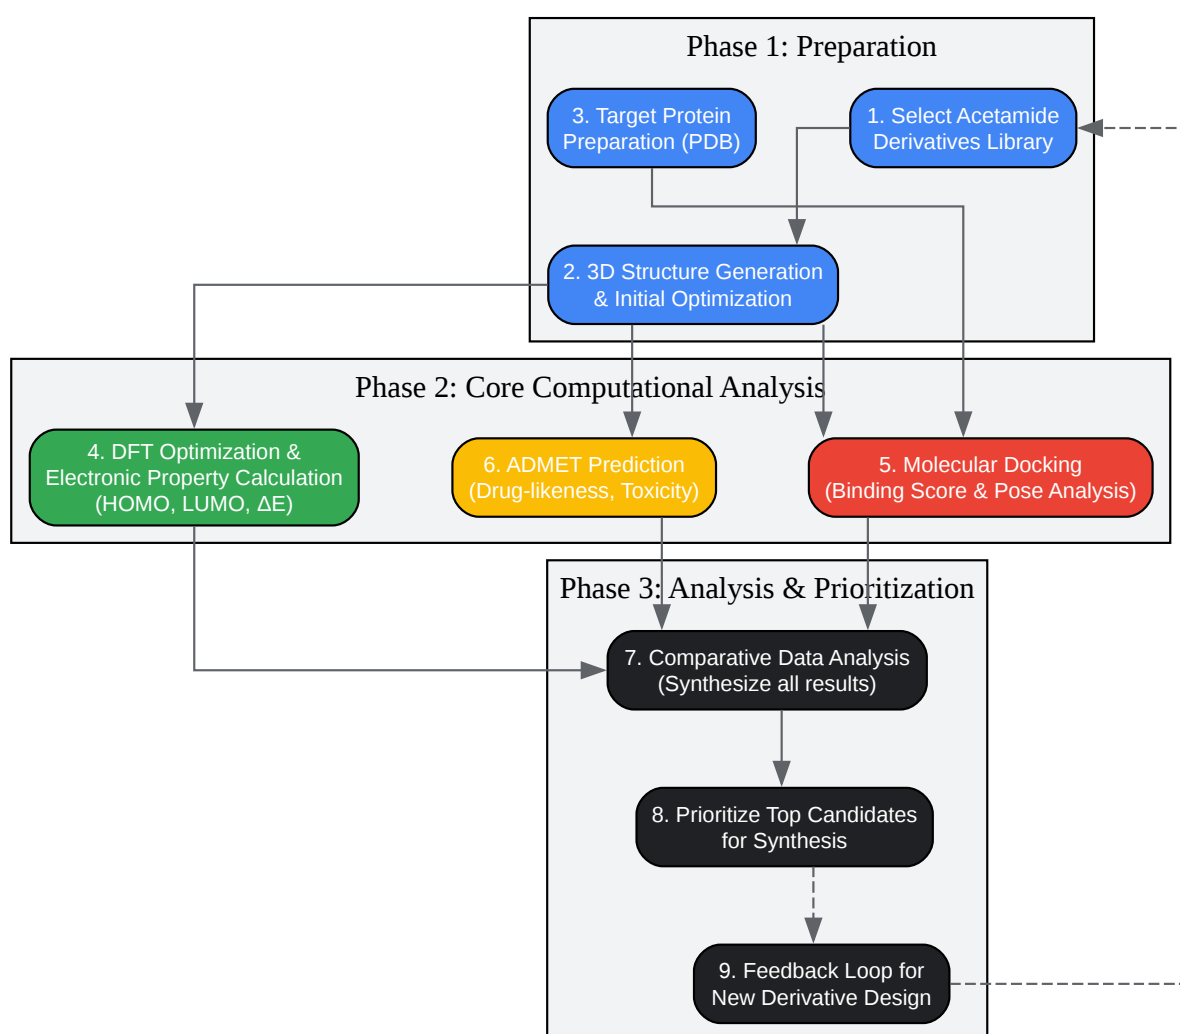 Phase 1: Preparation
3. Target Protein
Preparation (PDB)
1. Select Acetamide
Derivatives Library
2. 3D Structure Generation
& Initial Optimization
Phase 2: Core Computational Analysis
4. DFT Optimization &
Electronic Property Calculation
(HOMO, LUMO, ΔE)
6. ADMET Prediction
(Drug-likeness, Toxicity)
5. Molecular Docking
(Binding Score & Pose Analysis)
Phase 3: Analysis & Prioritization
7. Comparative Data Analysis
(Synthesize all results)
8. Prioritize Top Candidates
for Synthesis
9. Feedback Loop for
New Derivative Design